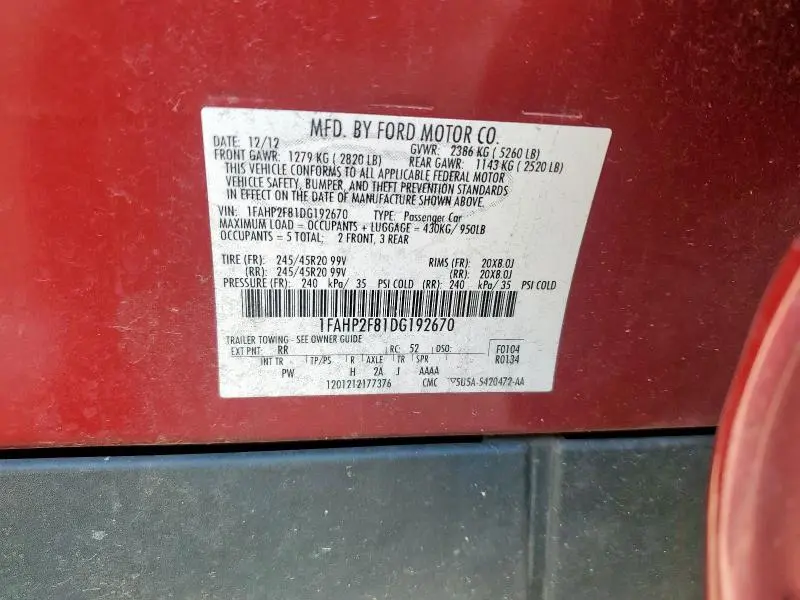 MFD. BY FORD MOTOR CO.
DATE: 12/12 GVWR: 2386 KG ( 5260 LB)
FRONT GAWR: 1279 KG ( 2820 LB) REAR GAWR: 1143 KG ( 2520 LB)
THIS VEHICLE CONFORMS TO ALL APPLICABLE FEDERAL MOTOR
VEHICLE SAFETY, BUMPER, AND THEFT PREVENTION STANDARDS
IN EFFECT ON THE DATE OF MANUFACTURE SHOWN ABOVE.
VIN: 1FAHP2F81DG192670 TYPE: Passenger Car
MAXIMUM LOAD = OCCUPANTS + LUGGAGE = 430KG/ 950LB
OCCUPANTS = 5 TOTAL; 2 FRONT, 3 REAR
TIRE (FR): 245/45R20 99V RIMS (FR): 20X8.0J
(RR): 245/45R20 99V (RR): 20X8.0J
PRESSURE (FR): 240 kPa/ 35 PSI COLD (RR): 240 kPa/ 35 PSI COLD
1FAHP2F81DG192670
TRAILER TOWING - SEE OWNER GUIDE
EXT PNT: RR RC: 52 DSO: F0104
INT TR TP/PS R AXLE TR SPR R0134
PW H 2A J AAAA
1201212177376 CMC 5U5A-5420472-AA